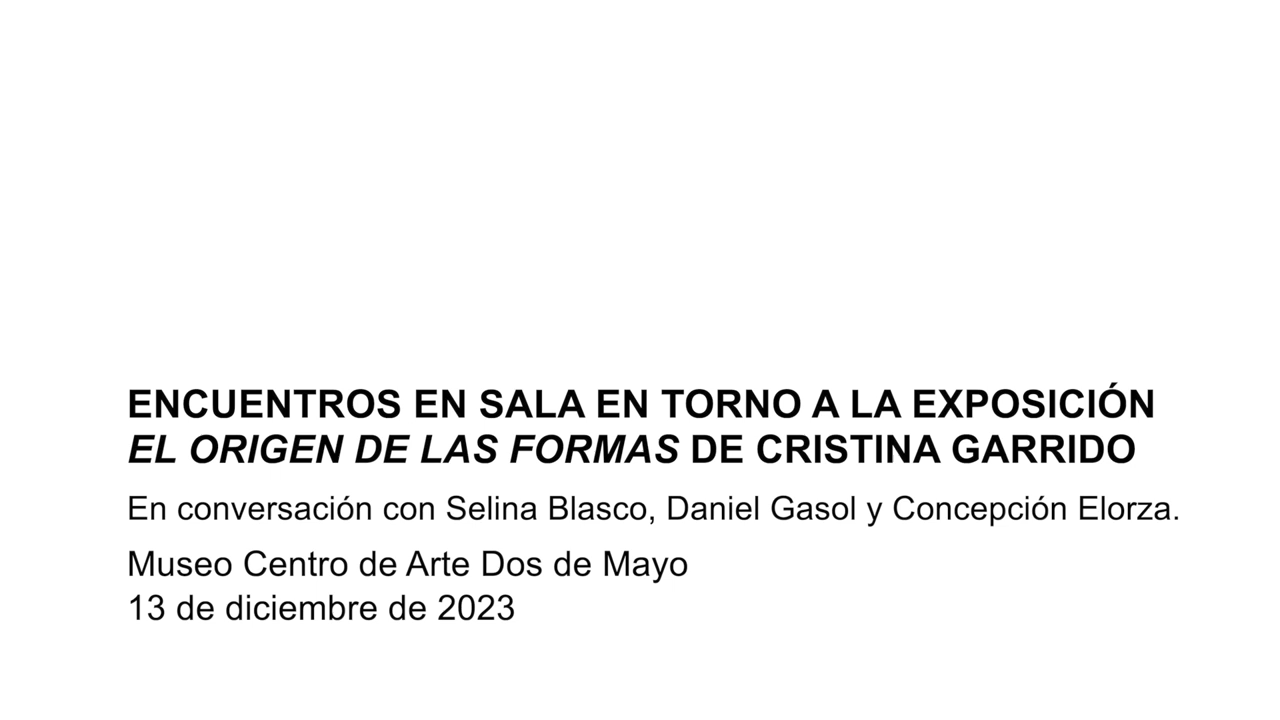 ENCUENTROS EN SALA EN TORNO A LA EXPOSICIÓN
EL ORIGEN DE LAS FORMAS DE CRISTINA GARRIDO
En conversación con Selina Blasco, Daniel Gasol y Concepción Elorza.
Museo Centro de Arte Dos de Mayo
13 de diciembre de 2023